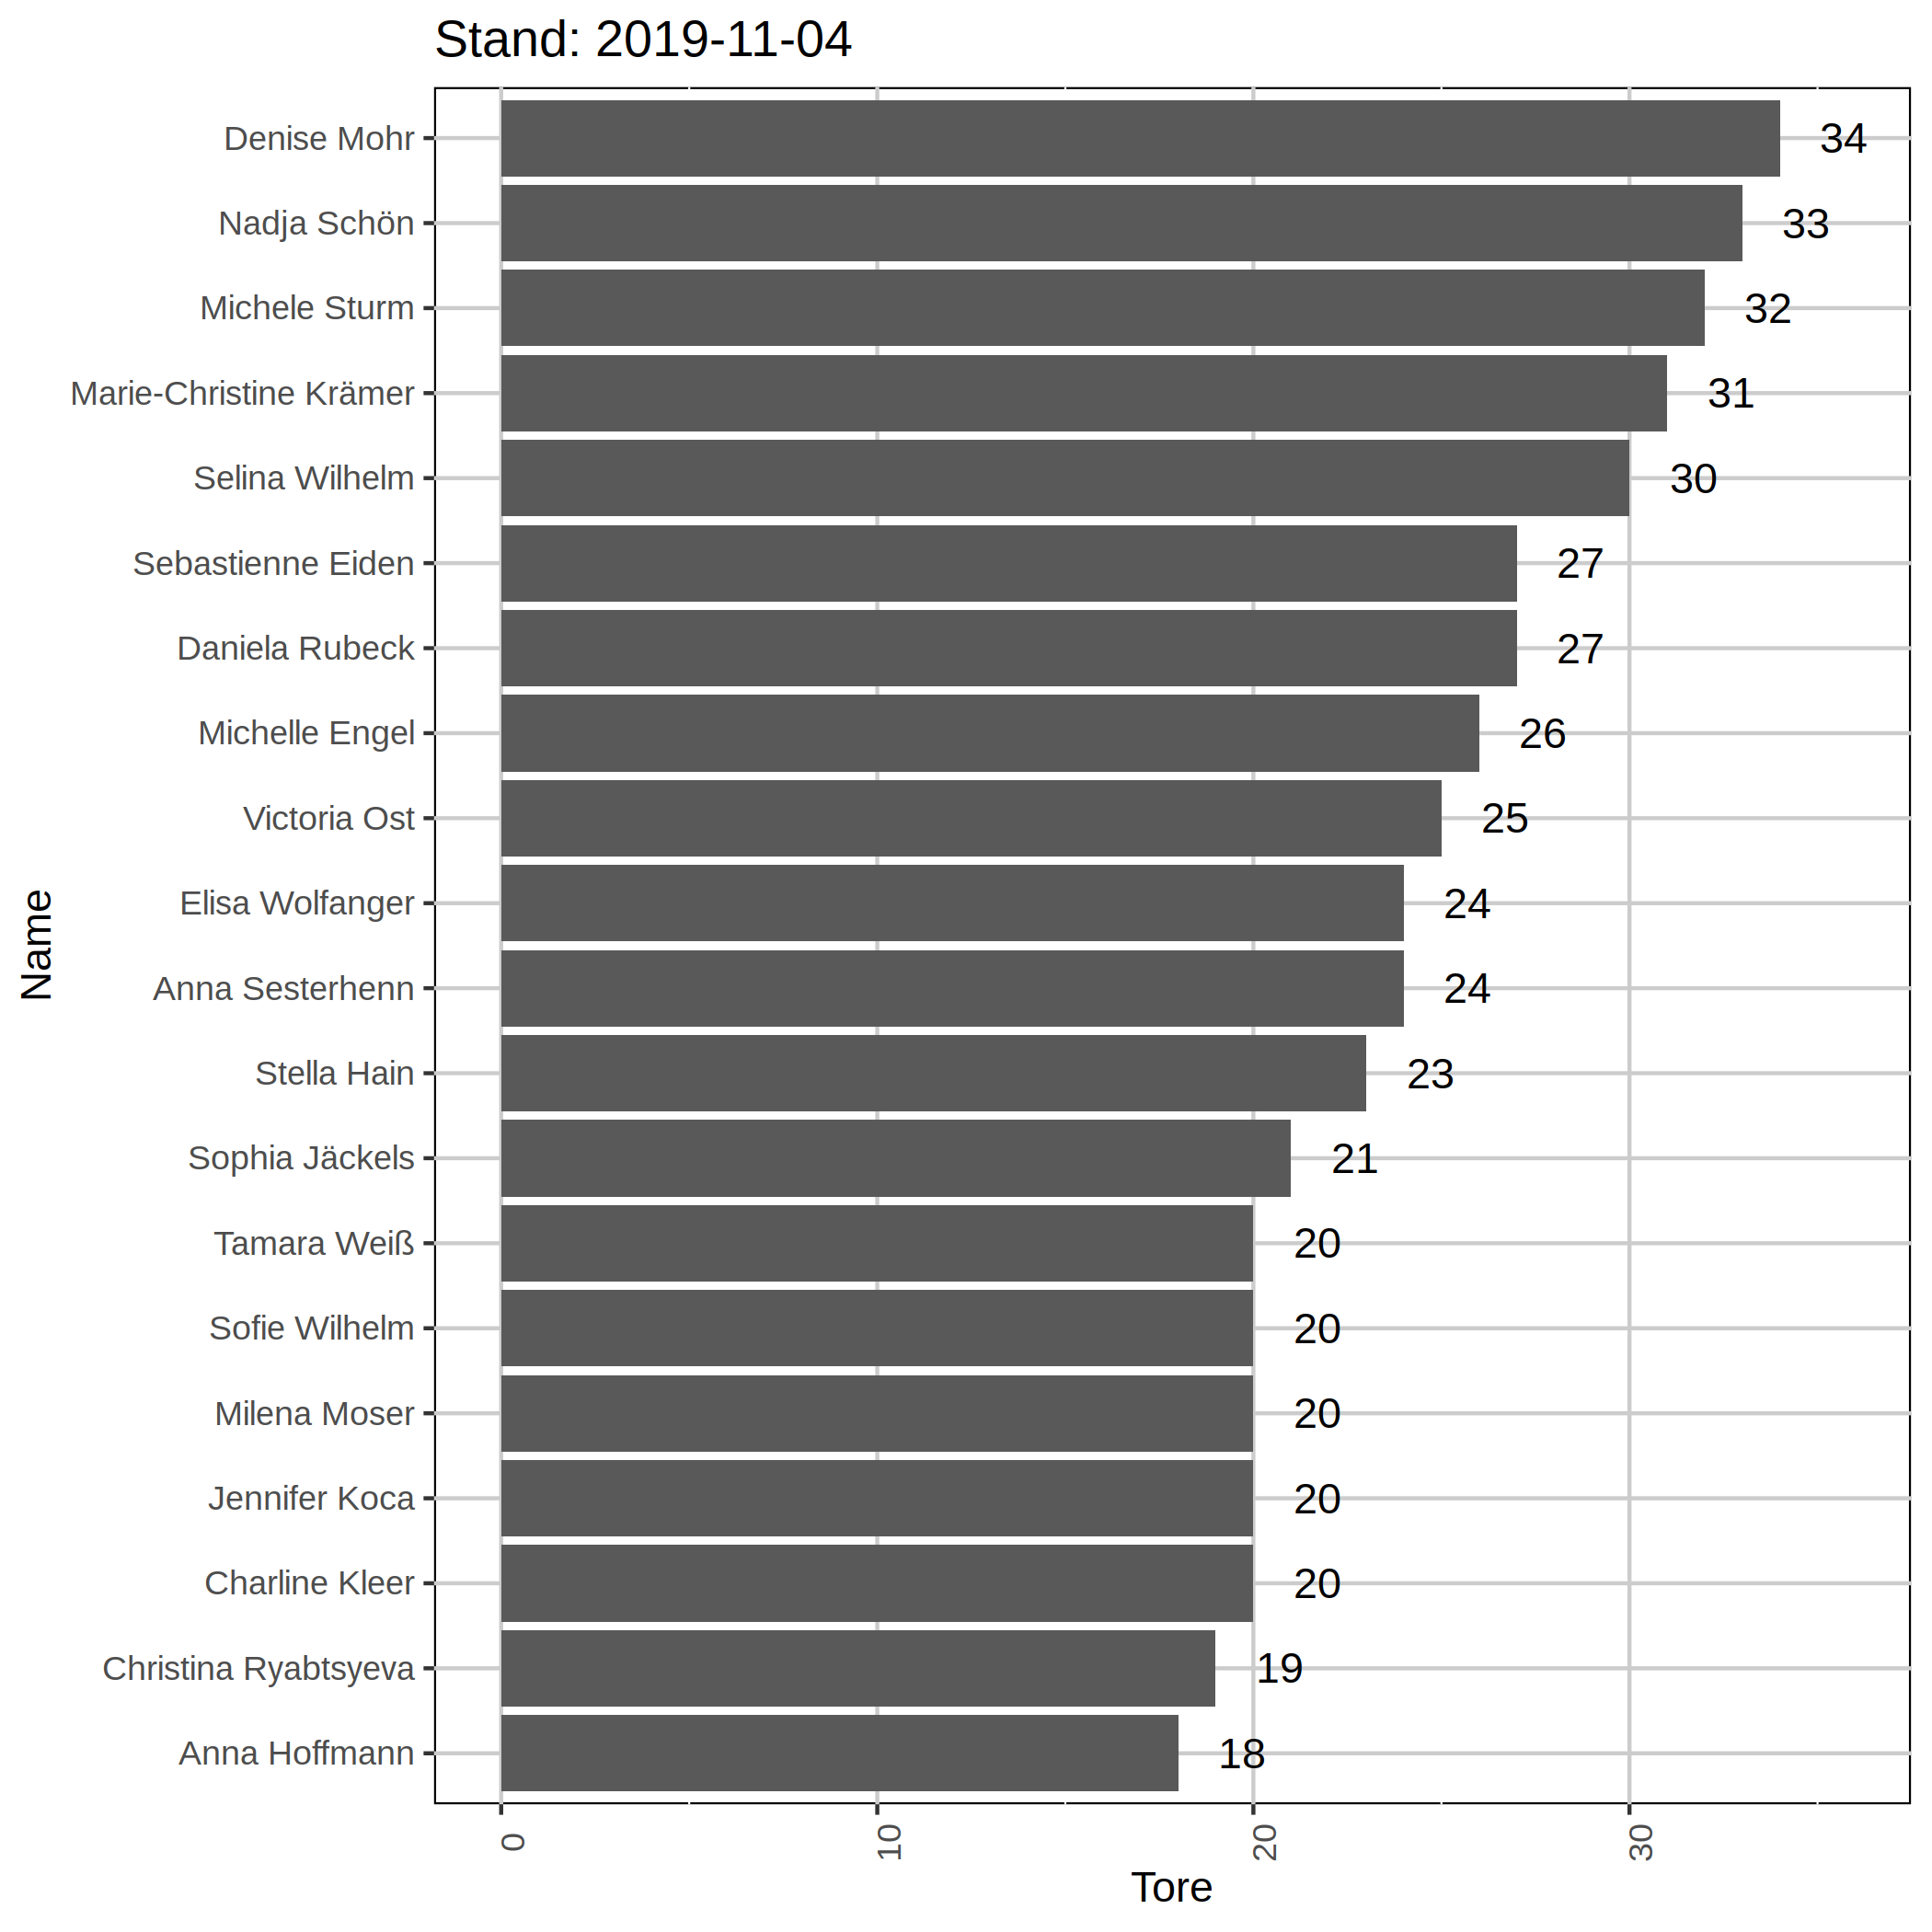 Stand: 2019-11-04
Denise Mohr 34
Nadja Schön 33
Michele Sturm 32
Marie-Christine Krämer 31
Selina Wilhelm 30
Sebastienne Eiden 27
Daniela Rubeck 27
Michelle Engel 26
Victoria Ost 25
Elisa Wolfanger 24
Anna Sesterhenn 24
Stella Hain 23
Sophia Jäckels 21
Tamara Weiß 20
Sofie Wilhelm 20
Milena Moser 20
Jennifer Koca 20
Charline Kleer 20
Christina Ryabtsyeva 19
Anna Hoffmann 18
Name
0 10 20 30
Tore